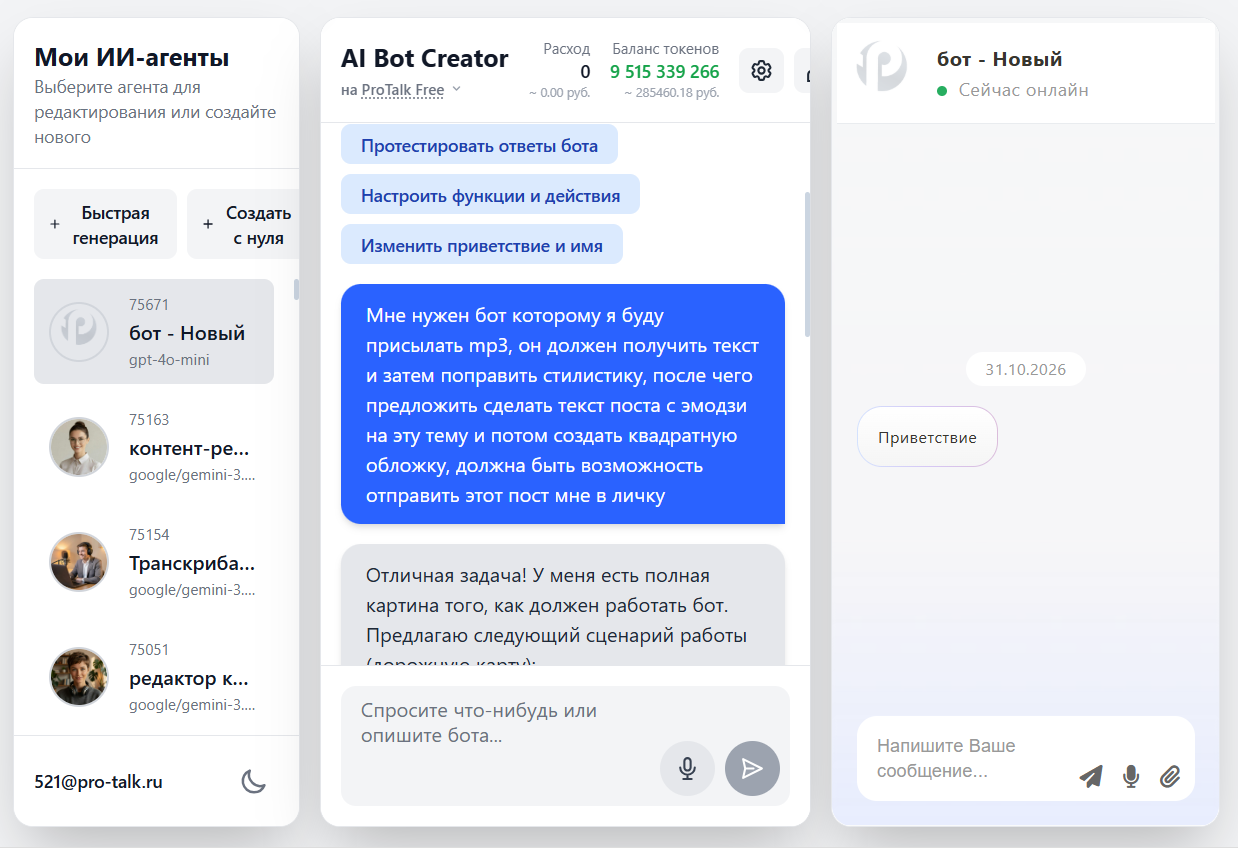 Мои ИИ-агенты
Выберите агента для
редактирования или создайте
нового
+ Быстрая
генерация
+ Создать
с нуля
75671
бот - Новый
gpt-4o-mini
75163
контент-ре...
google/gemini-3....
75154
Транскриба...
google/gemini-3....
75051
редактор к...
google/gemini-3....
521@pro-talk.ru
AI Bot Creator
на ProTalk Free
Расход
0
~ 0.00 руб.
Баланс токенов
9 515 339 266
~ 285460.18 руб.
Протестировать ответы бота
Настроить функции и действия
Изменить приветствие и имя
Мне нужен бот которому я буду
присылать mp3, он должен получить текст
и затем поправить стилистику, после чего
предложить сделать текст поста с эмодзи
на эту тему и потом создать квадратную
обложку, должна быть возможность
отправить этот пост мне в личку
Отличная задача! У меня есть полная
картина того, как должен работать бот.
Предлагаю следующий сценарий работы
(дорожную карту):
Спросите что-нибудь или
опишите бота...
бот - Новый
Сейчас онлайн
31.10.2026
Приветствие
Напишите Ваше
сообщение...